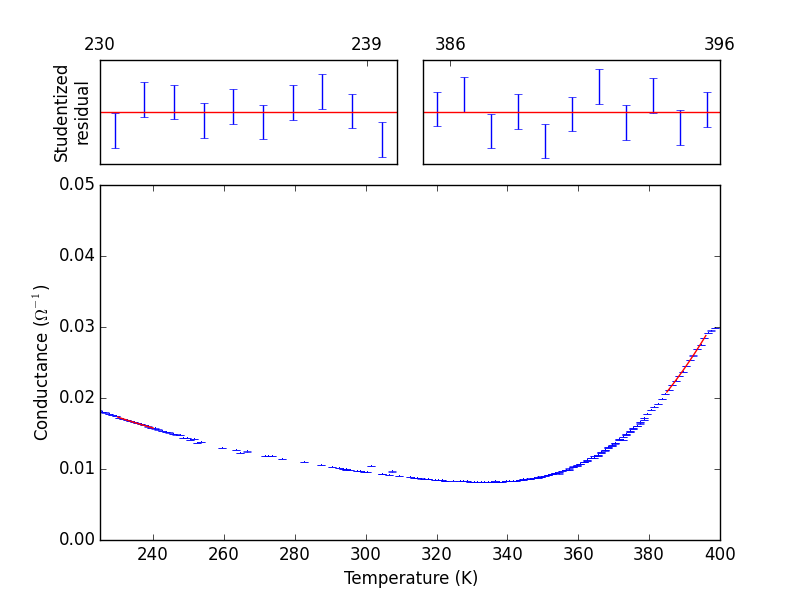 230 239 386 396
Studentized
residual
0.05
0.04
0.03
0.02
0.01
0.00
Conductance (Ω⁻¹)
240 260 280 300 320 340 360 380 400
Temperature (K)